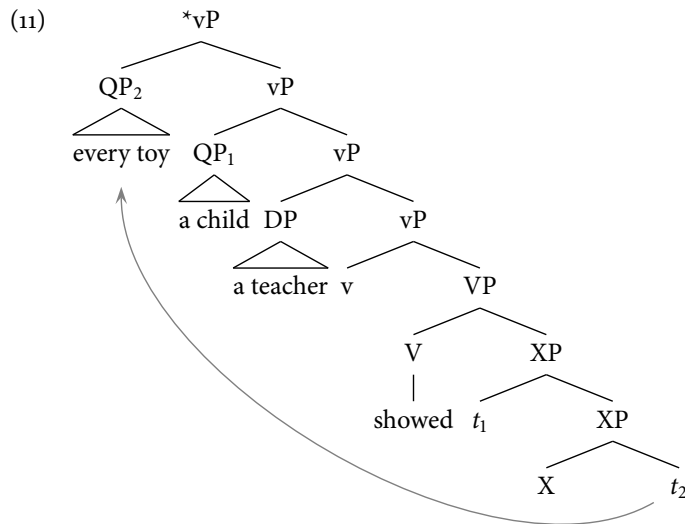 (11) *vP
QP₂ vP
every toy QP₁ vP
a child DP vP
a teacher v VP
V XP
showed t₁ XP
X t₂